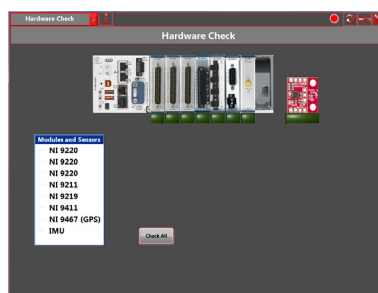 Hardware Check
Hardware Check
Modules and Sensors
NI 9220
NI 9220
NI 9220
NI 9211
NI 9219
NI 9411
NI 9467 (GPS)
IMU
Check All